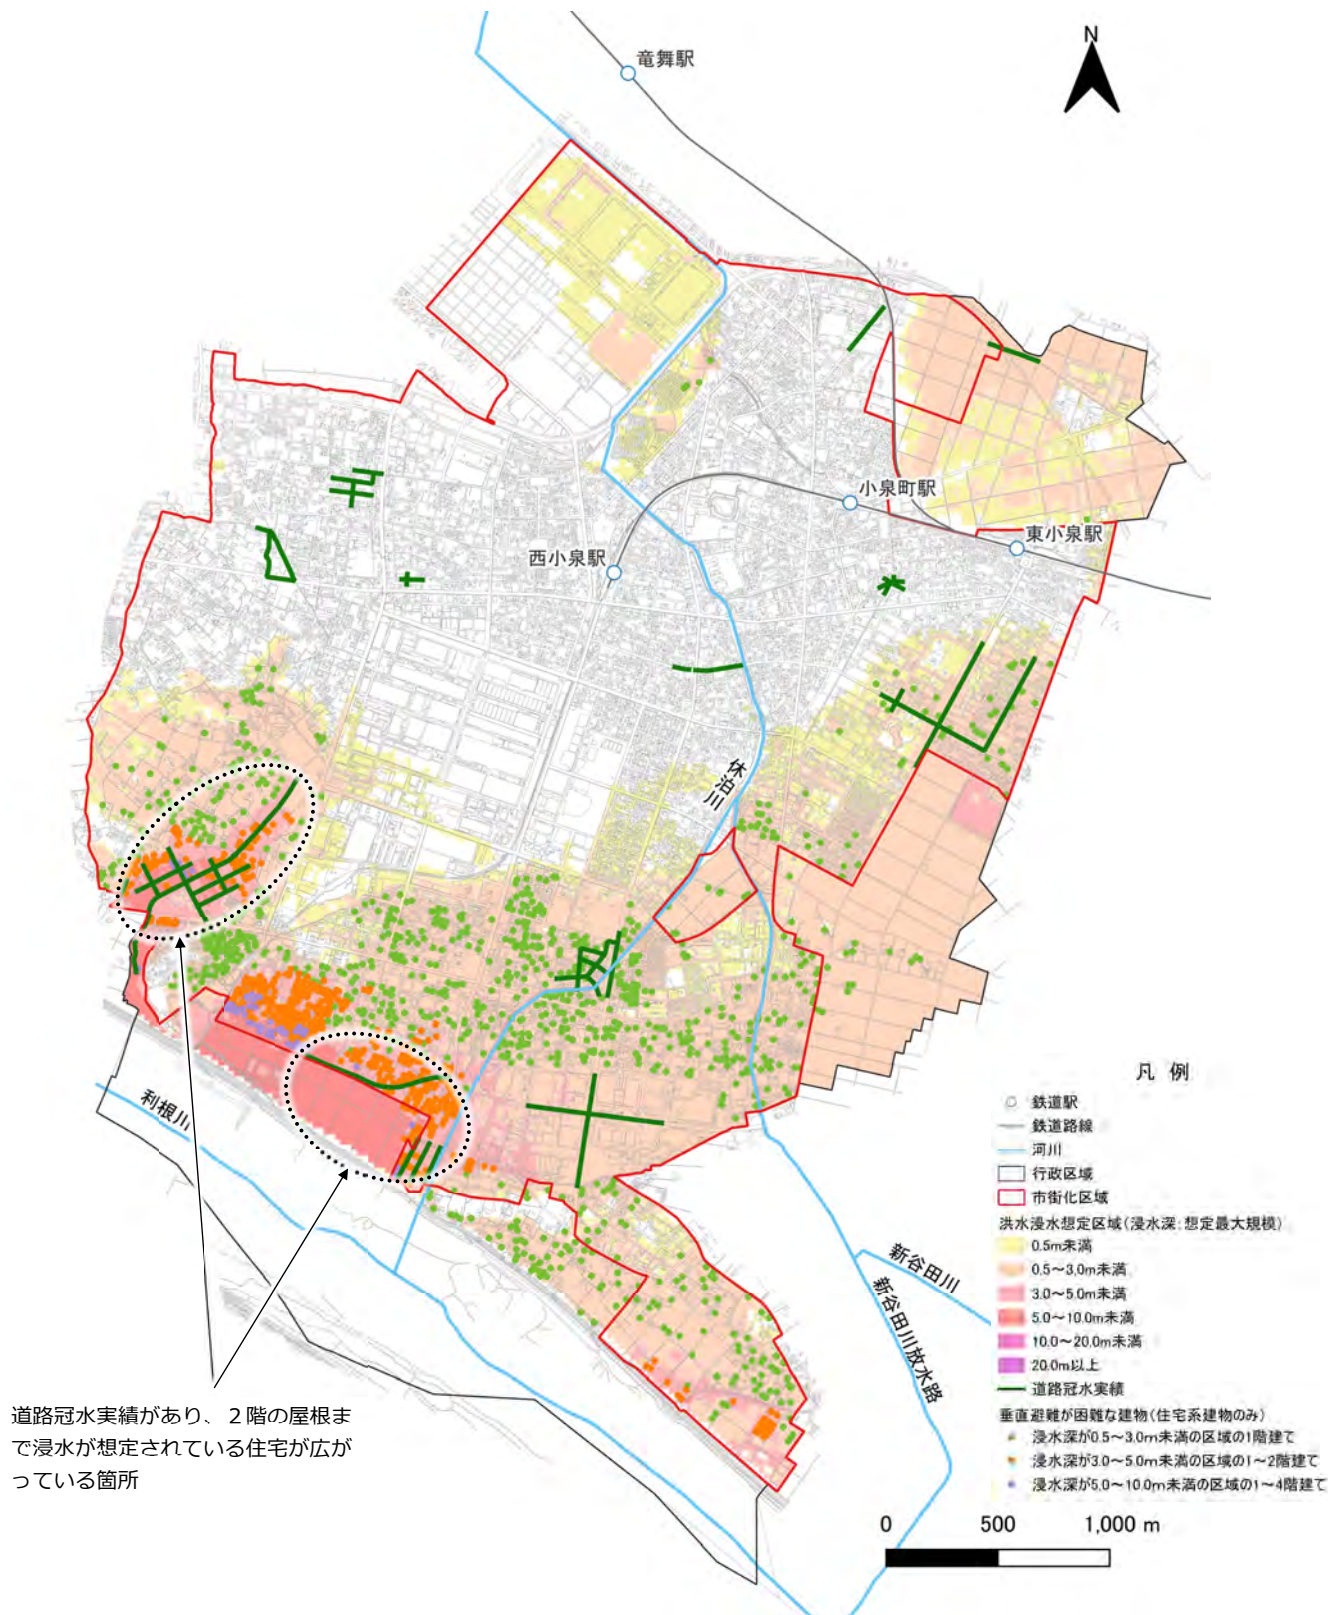 N
竜舞駅
小泉町駅
東小泉駅
西小泉駅
休泊川
利根川
新谷田川
新谷田川放水路
道路冠水実績があり、２階の屋根ま
で浸水が想定されている住宅が広が
っている箇所
凡 例
鉄道駅
鉄道路線
河川
行政区域
市街化区域
洪水浸水想定区域（浸水深：想定最大規模）
0.5m未満
0.5～3.0m未満
3.0～5.0m未満
5.0～10.0m未満
10.0～20.0m未満
20.0m以上
道路冠水実績
垂直避難が困難な建物（住宅系建物のみ）
浸水深が0.5～3.0m未満の区域の1階建て
浸水深が3.0～5.0m未満の区域の1～2階建て
浸水深が5.0～10.0m未満の区域の1～4階建て
0 500 1,000 m